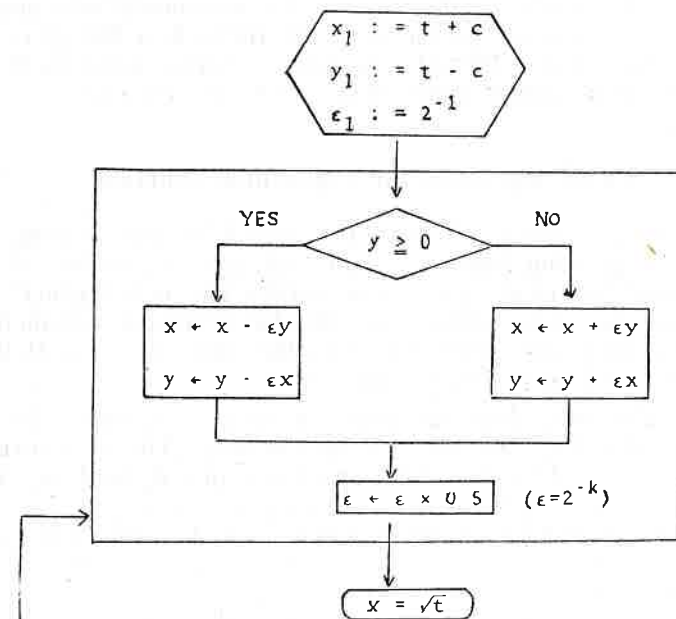 x₁ := t + c
y₁ := t - c
ε₁ := 2⁻¹
YES
NO
y ≥ 0
x ← x - εy
y ← y - εx
x ← x + εy
y ← y + εx
ε ← ε × 0 5
(ε=2⁻ᵏ)
x = √t